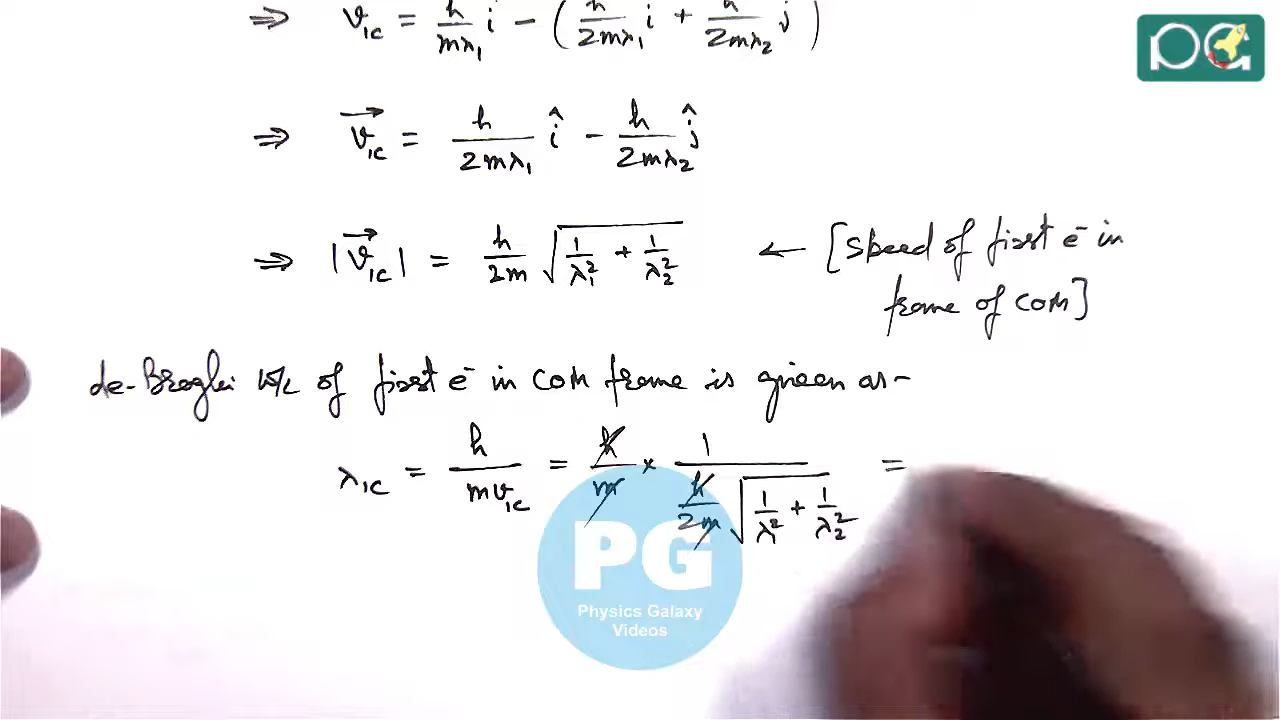 ⇒ v₁c = h/mλ₁ i − (h/2mλ₁ i + h/2mλ₂ j)
PG
⇒ v⃗₁c = h/2mλ₁ î − h/2mλ₂ ĵ
⇒ |v⃗₁c| = h/2m √(1/λ₁² + 1/λ₂²) ← [speed of first e⁻ in
frame of COM]
de-Broglei w/L of first e⁻ in COM frame is given as-
λ₁c = h/mv₁c = h/m × 1/(h/2m √(1/λ₁² + 1/λ₂²)) =
PG
Physics Galaxy
Videos